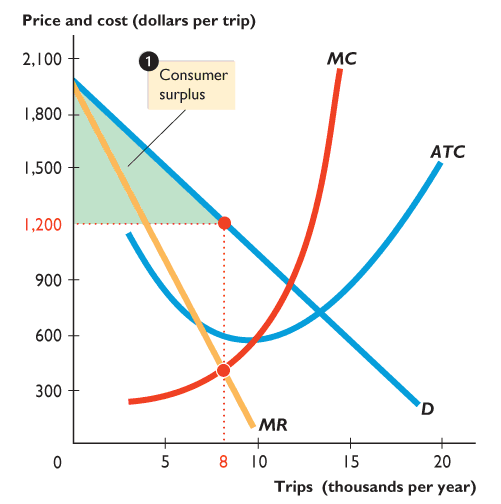 Price and cost (dollars per trip)
2,100
1
Consumer
surplus
MC
1,800
1,500
ATC
1,200
900
600
300
MR
D
0
5
8
10
15
20
Trips (thousands per year)